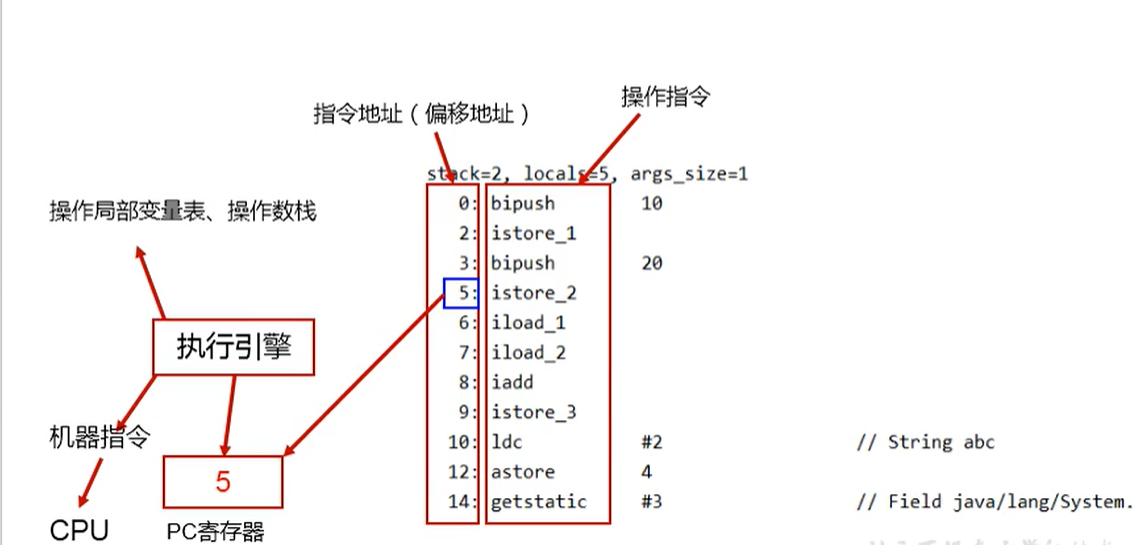 指令地址（偏移地址）
操作指令
stack=2, locals=5, args_size=1
操作局部变量表、操作数栈
0: bipush 10
2: istore_1
3: bipush 20
5: istore_2
6: iload_1
7: iload_2
8: iadd
9: istore_3
10: ldc #2 // String abc
12: astore 4
14: getstatic #3 // Field java/lang/System.
执行引擎
机器指令
5
CPU
PC寄存器